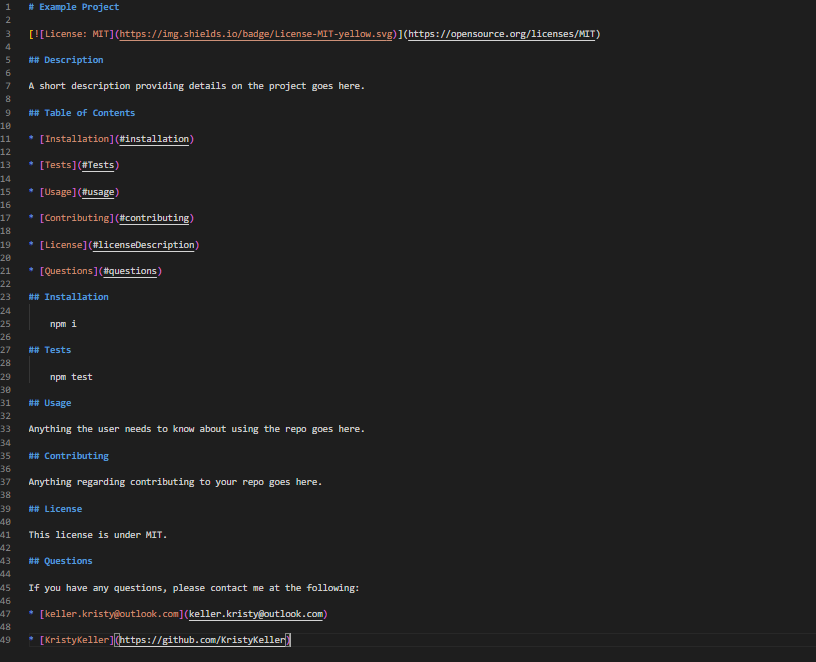 1 # Example Project
2
3 [![License: MIT](https://img.shields.io/badge/License-MIT-yellow.svg)](https://opensource.org/licenses/MIT)
4
5 ## Description
6
7 A short description providing details on the project goes here.
8
9 ## Table of Contents
10
11 * [Installation](#installation)
12
13 * [Tests](#Tests)
14
15 * [Usage](#usage)
16
17 * [Contributing](#contributing)
18
19 * [License](#licenseDescription)
20
21 * [Questions](#questions)
22
23 ## Installation
24
25 npm i
26
27 ## Tests
28
29 npm test
30
31 ## Usage
32
33 Anything the user needs to know about using the repo goes here.
34
35 ## Contributing
36
37 Anything regarding contributing to your repo goes here.
38
39 ## License
40
41 This license is under MIT.
42
43 ## Questions
44
45 If you have any questions, please contact me at the following:
46
47 * [keller.kristy@outlook.com](keller.kristy@outlook.com)
48
49 * [KristyKeller](https://github.com/KristyKeller)